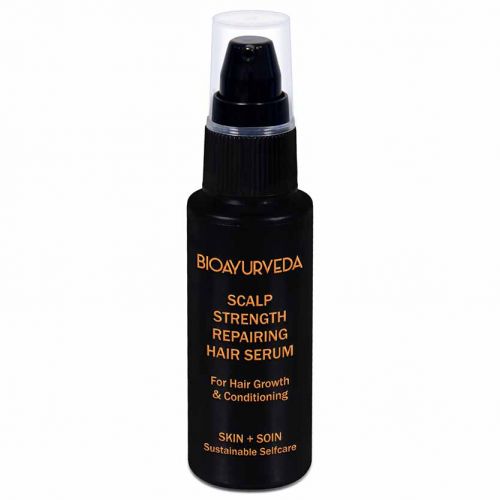 BIOAYURVEDA
SCALP
STRENGTH
REPAIRING
HAIR SERUM
For Hair Growth
& Conditioning
SKIN + SOIN
Sustainable Selfcare